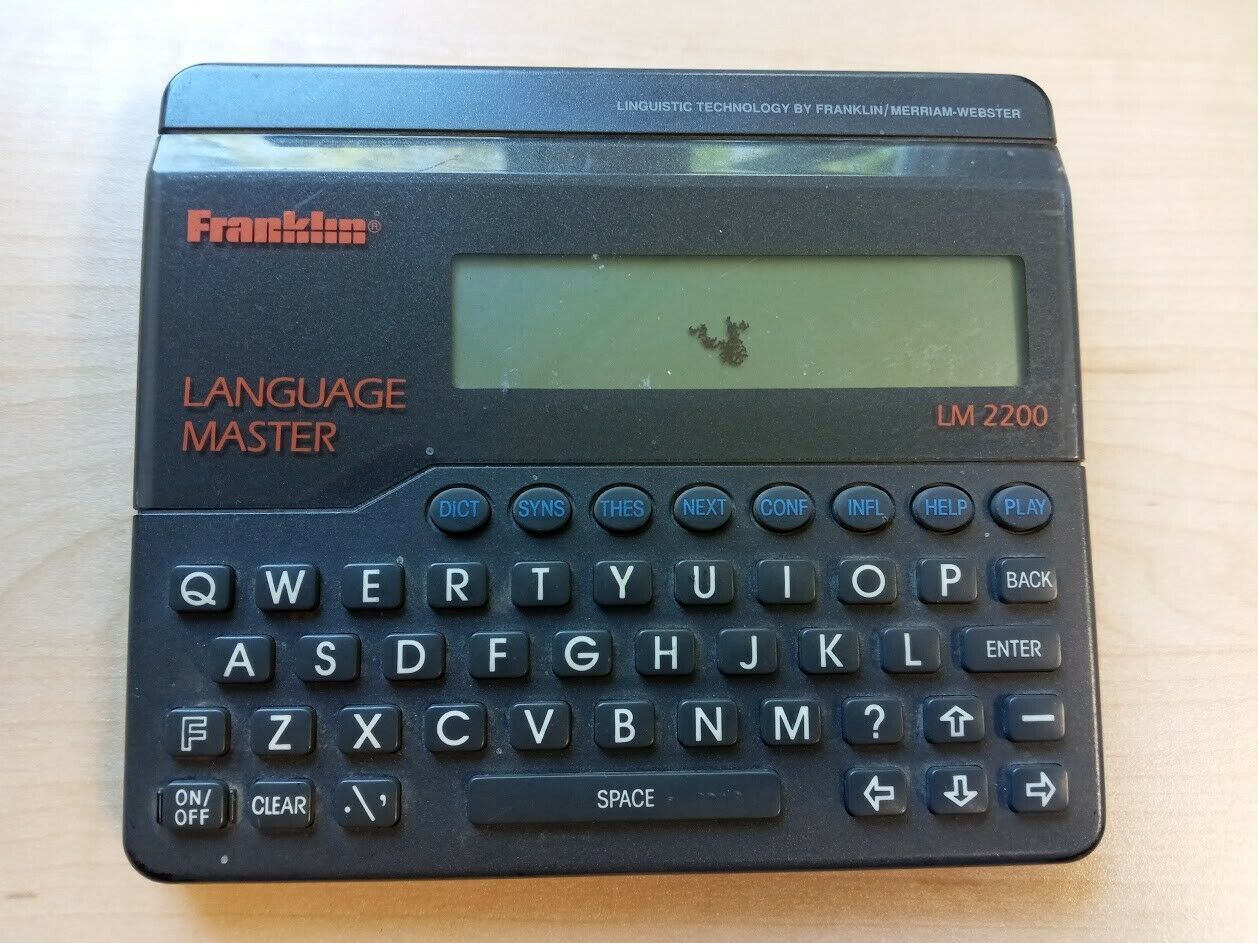 LINGUISTIC TECHNOLOGY BY FRANKLIN/MERRIAM-WEBSTER
Franklin®
LANGUAGE
MASTER
LM 2200
DICT SYNS THES NEXT CONF INFL HELP PLAY
Q W E R T Y U I O P BACK
A S D F G H J K L ENTER
F Z X C V B N M ? ⇧ —
ON/
OFF CLEAR .\, SPACE ⇦ ⇩ ⇨